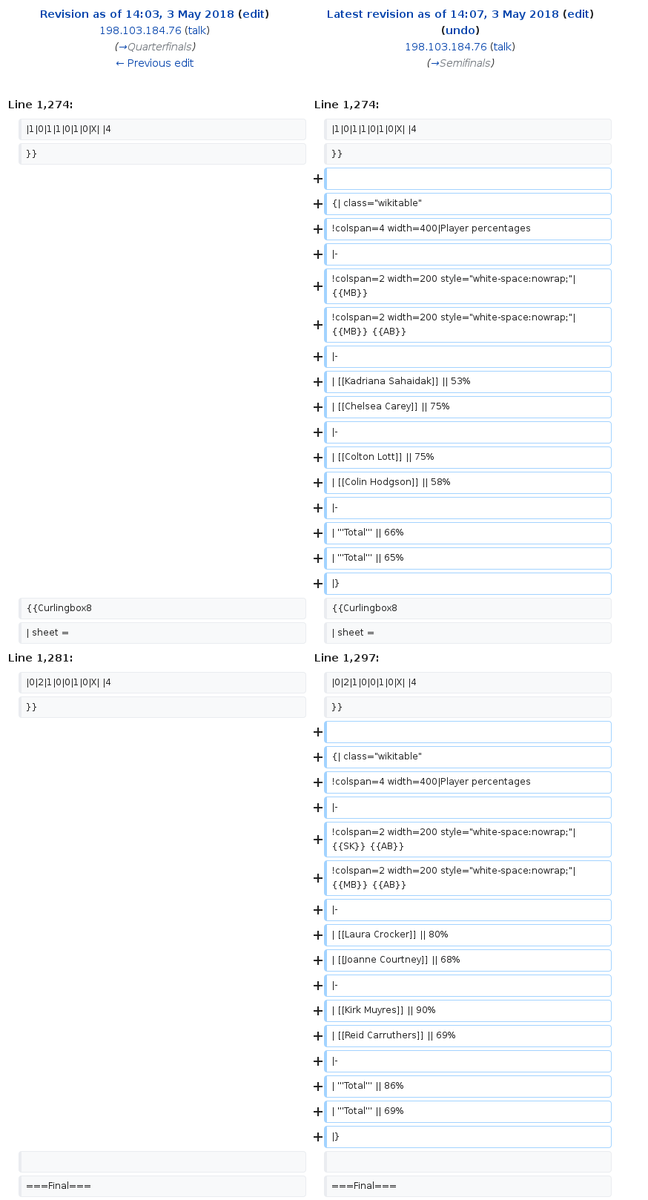 Revision as of 14:03, 3 May 2018 (edit)
198.103.184.76 (talk)
(→Quarterfinals)
← Previous edit
Latest revision as of 14:07, 3 May 2018 (edit)
(undo)
198.103.184.76 (talk)
(→Semifinals)
Line 1,274:
Line 1,274:
|1|0|1|1|0|1|0|X| |4
|1|0|1|1|0|1|0|X| |4
}}
}}
+
+ {| class="wikitable"
+ !colspan=4 width=400|Player percentages
+ |-
+ !colspan=2 width=200 style="white-space:nowrap;"|
{{MB}}
+ !colspan=2 width=200 style="white-space:nowrap;"|
{{MB}} {{AB}}
+ |-
+ | [[Kadriana Sahaidak]] || 53%
+ | [[Chelsea Carey]] || 75%
+ |-
+ | [[Colton Lott]] || 75%
+ | [[Colin Hodgson]] || 58%
+ |-
+ | '''Total''' || 66%
+ | '''Total''' || 65%
+ |}
{{Curlingbox8
{{Curlingbox8
| sheet =
| sheet =
Line 1,281:
Line 1,297:
|0|2|1|0|0|1|0|X| |4
|0|2|1|0|0|1|0|X| |4
}}
}}
+
+ {| class="wikitable"
+ !colspan=4 width=400|Player percentages
+ |-
+ !colspan=2 width=200 style="white-space:nowrap;"|
{{SK}} {{AB}}
+ !colspan=2 width=200 style="white-space:nowrap;"|
{{MB}} {{AB}}
+ |-
+ | [[Laura Crocker]] || 80%
+ | [[Joanne Courtney]] || 68%
+ |-
+ | [[Kirk Muyres]] || 90%
+ | [[Reid Carruthers]] || 69%
+ |-
+ | '''Total''' || 86%
+ | '''Total''' || 69%
+ |}
===Final===
===Final===